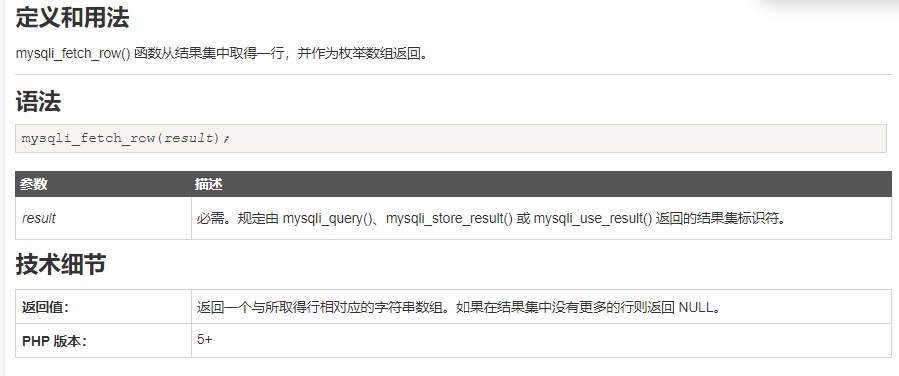 定义和用法
mysqli_fetch_row() 函数从结果集中取得一行，并作为枚举数组返回。
语法
mysqli_fetch_row(result);
参数 描述
result 必需。规定由 mysqli_query()、mysqli_store_result() 或 mysqli_use_result() 返回的结果集标识符。
技术细节
返回值： 返回一个与所取得行相对应的字符串数组。如果在结果集中没有更多的行则返回 NULL。
PHP 版本： 5+